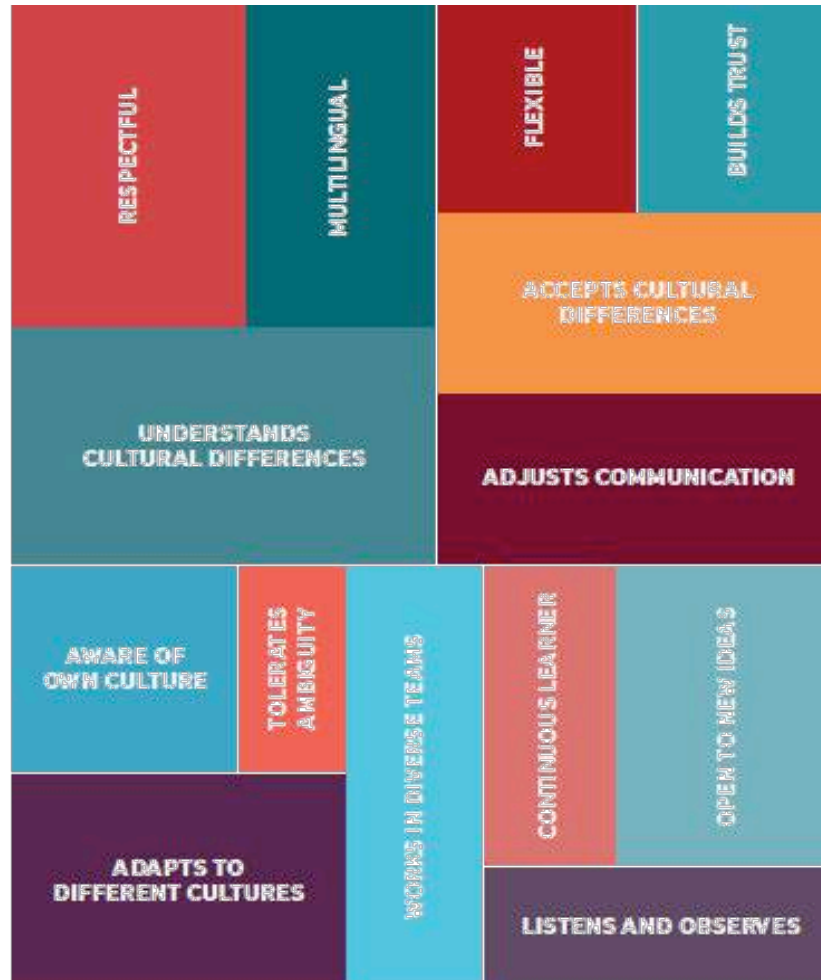 RESPECTFUL
MULTILINGUAL
FLEXIBLE
BUILDS TRUST
ACCEPTS CULTURAL
DIFFERENCES
UNDERSTANDS
CULTURAL DIFFERENCES
ADJUSTS COMMUNICATION
AWARE OF
OWN CULTURE
TOLERATES
AMBIGUITY
WORKS IN DIVERSE TEAMS
CONTINUOUS LEARNER
OPEN TO NEW IDEAS
ADAPTS TO
DIFFERENT CULTURES
LISTENS AND OBSERVES